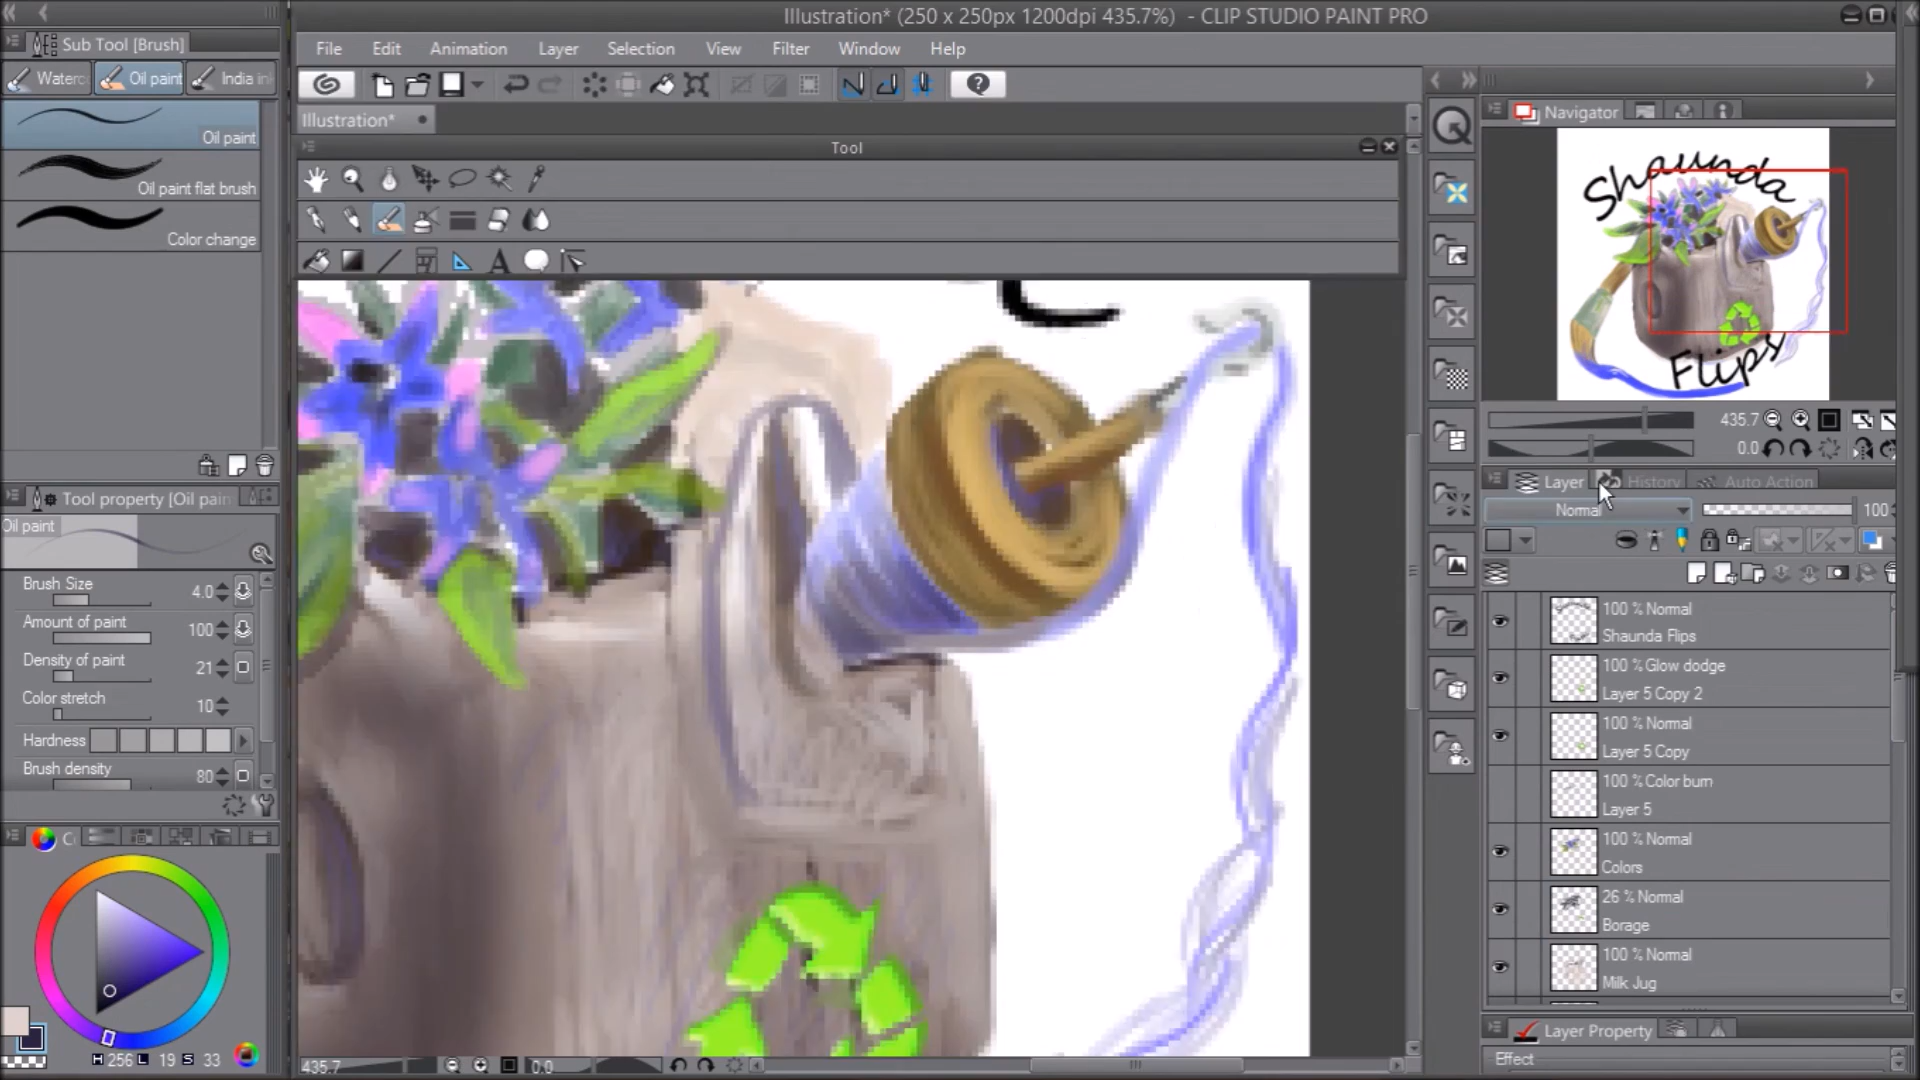 Illustration* (250 x 250px 1200dpi 435.7%) - CLIP STUDIO PAINT PRO
Sub Tool [Brush]
Oil paint
India in
File Edit Animation Layer Selection View Filter Window Help
Illustration*
Tool
Oil paint
Oil paint flat brush
Color change
Tool property [Oil pain
Oil paint
Brush Size 4.0
Amount of paint 100
Density of paint 21
Color stretch 10
Hardness
Brush density 80
H 256 L 19 S 33
435.7 0.0
Navigator
Shaunda
Flips
435.7
0.0
Layer History Auto Action
Normal 100
100 % Normal
Shaunda Flips
100 % Glow dodge
Layer 5 Copy 2
100 % Normal
Layer 5 Copy
100 % Color burn
Layer 5
100 % Normal
Colors
26 % Normal
Borage
100 % Normal
Milk Jug
Layer Property
Effect